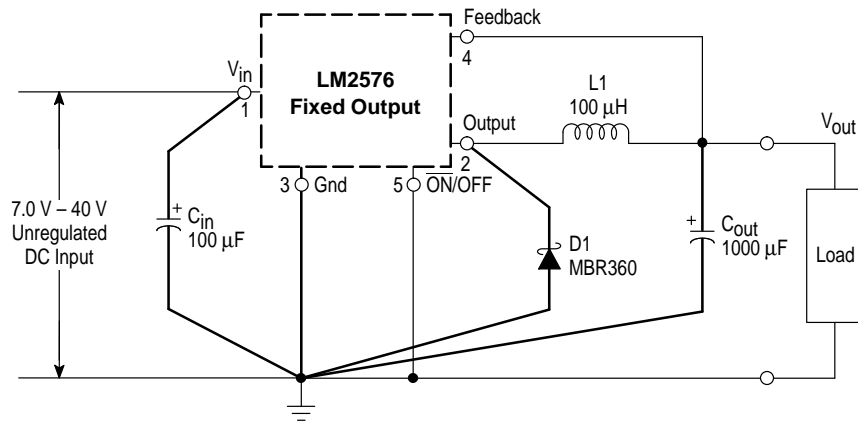 Feedback
4
V_in
1
LM2576
Fixed Output
L1
100 μH
Output
2
V_out
3 Gnd
5 O̅N̅/OFF
7.0 V – 40 V
Unregulated
DC Input
+ C_in
100 μF
D1
MBR360
+ C_out
1000 μF
Load